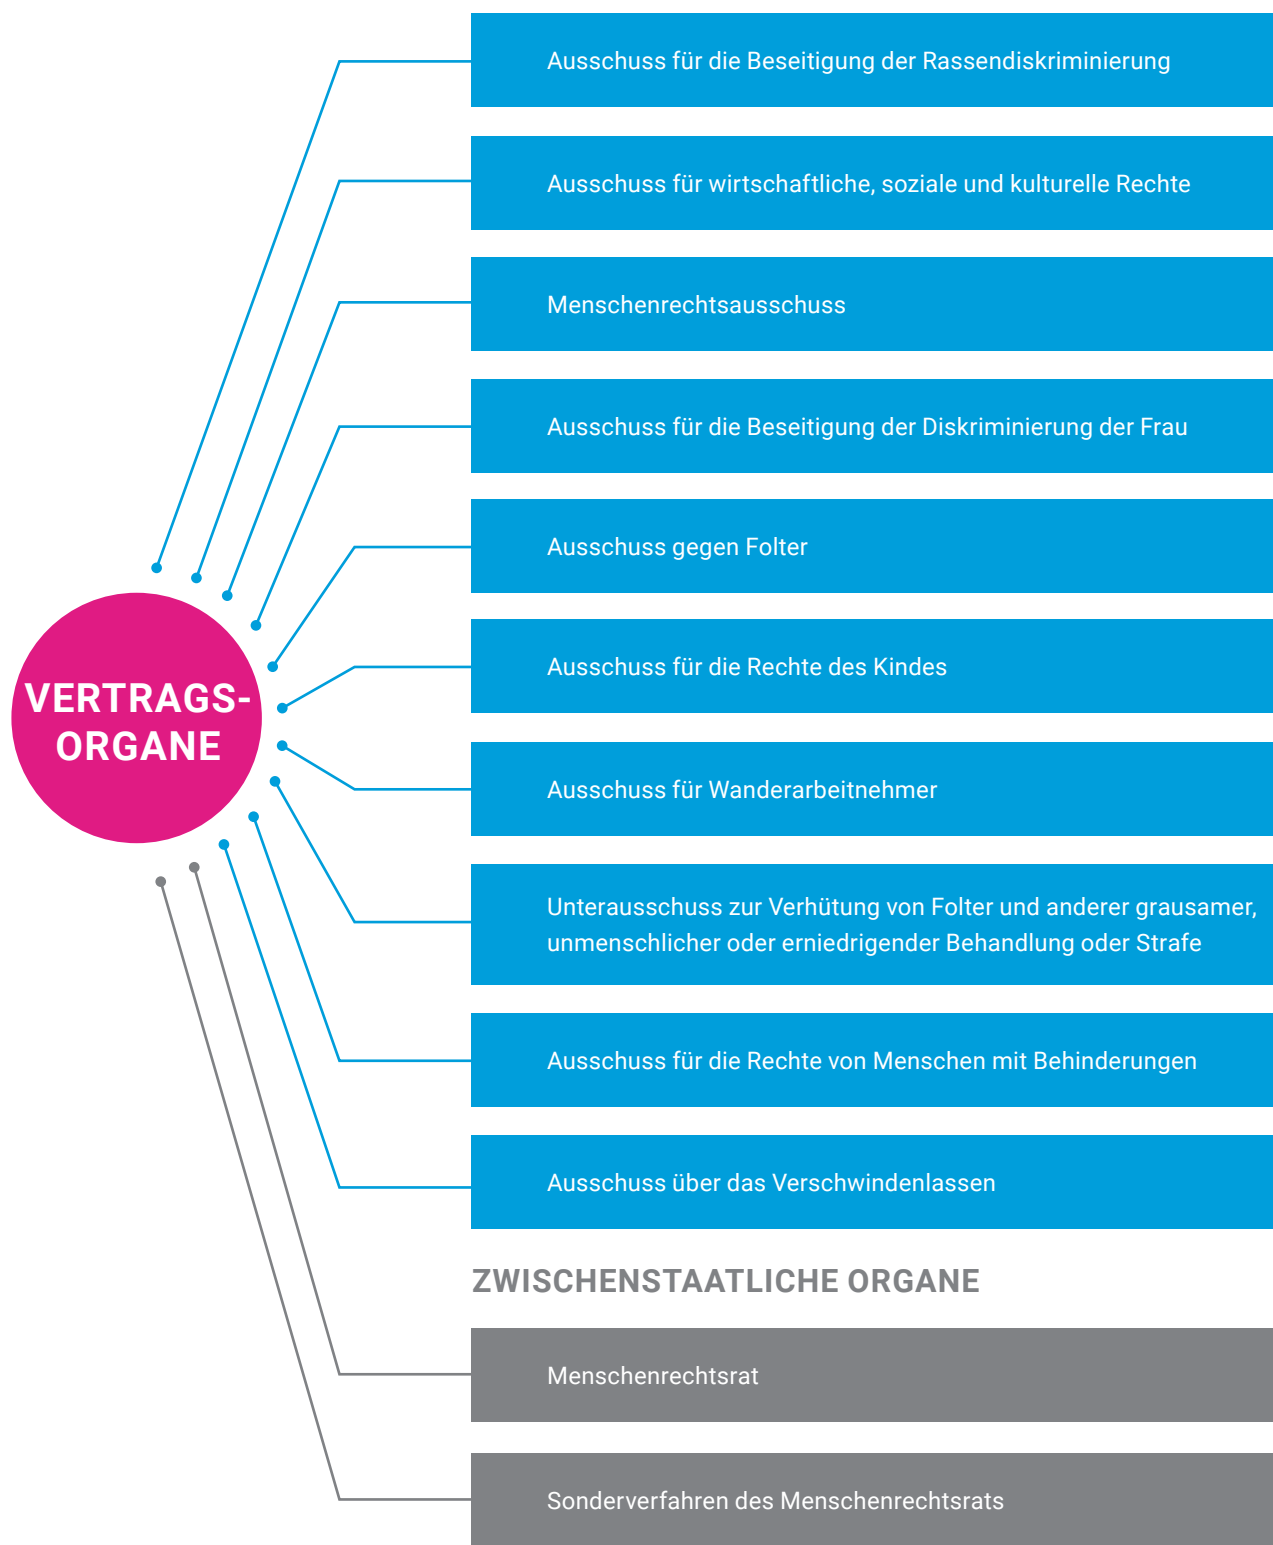 Ausschuss für die Beseitigung der Rassendiskriminierung
Ausschuss für wirtschaftliche, soziale und kulturelle Rechte
Menschenrechtsausschuss
Ausschuss für die Beseitigung der Diskriminierung der Frau
Ausschuss gegen Folter
Ausschuss für die Rechte des Kindes
VERTRAGS-
ORGANE
Ausschuss für Wanderarbeitnehmer
Unterausschuss zur Verhütung von Folter und anderer grausamer,
unmenschlicher oder erniedrigender Behandlung oder Strafe
Ausschuss für die Rechte von Menschen mit Behinderungen
Ausschuss über das Verschwindenlassen
ZWISCHENSTAATLICHE ORGANE
Menschenrechtsrat
Sonderverfahren des Menschenrechtsrats